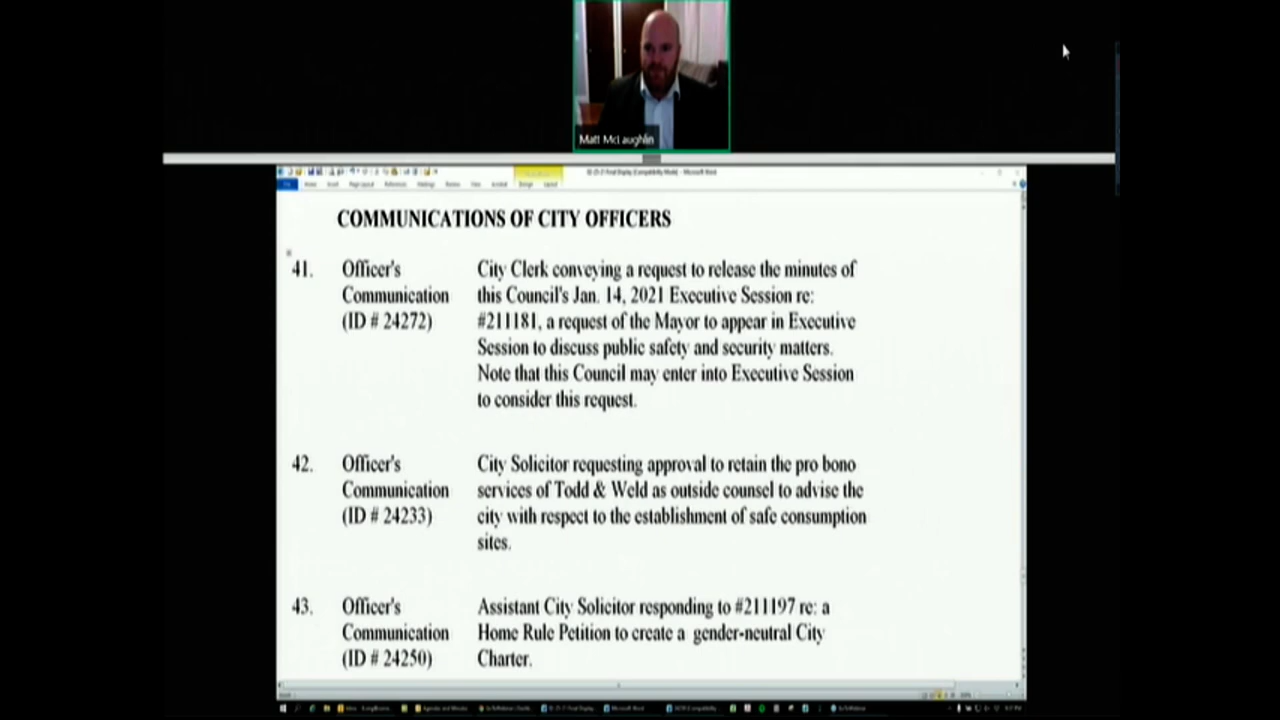 Matt McLaughlin
COMMUNICATIONS OF CITY OFFICERS
41. Officer's City Clerk conveying a request to release the minutes of
Communication this Council's Jan. 14, 2021 Executive Session re:
(ID # 24272) #211181, a request of the Mayor to appear in Executive
Session to discuss public safety and security matters.
Note that this Council may enter into Executive Session
to consider this request.
42. Officer's City Solicitor requesting approval to retain the pro bono
Communication services of Todd & Weld as outside counsel to advise the
(ID # 24233) city with respect to the establishment of safe consumption
sites.
43. Officer's Assistant City Solicitor responding to #211197 re: a
Communication Home Rule Petition to create a gender-neutral City
(ID # 24250) Charter.